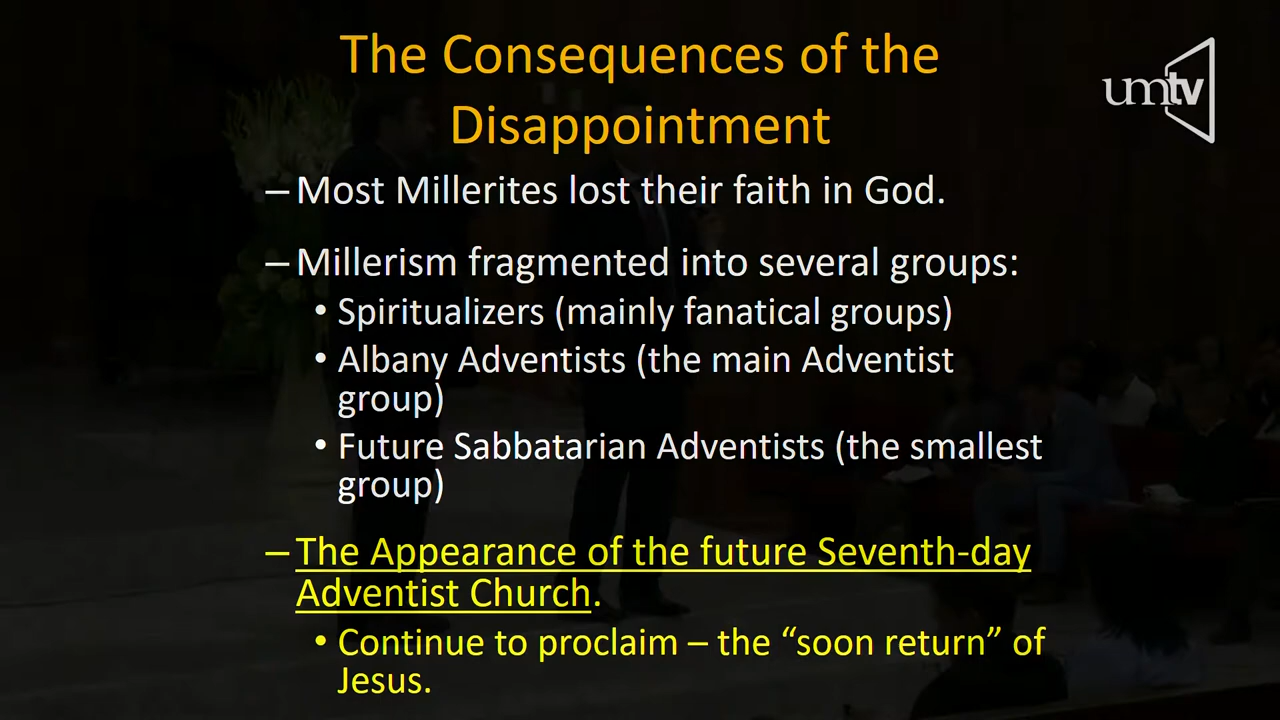 The Consequences of the
Disappointment
umtv
– Most Millerites lost their faith in God.
– Millerism fragmented into several groups:
• Spiritualizers (mainly fanatical groups)
• Albany Adventists (the main Adventist
group)
• Future Sabbatarian Adventists (the smallest
group)
– The Appearance of the future Seventh-day
Adventist Church.
• Continue to proclaim – the “soon return” of
Jesus.